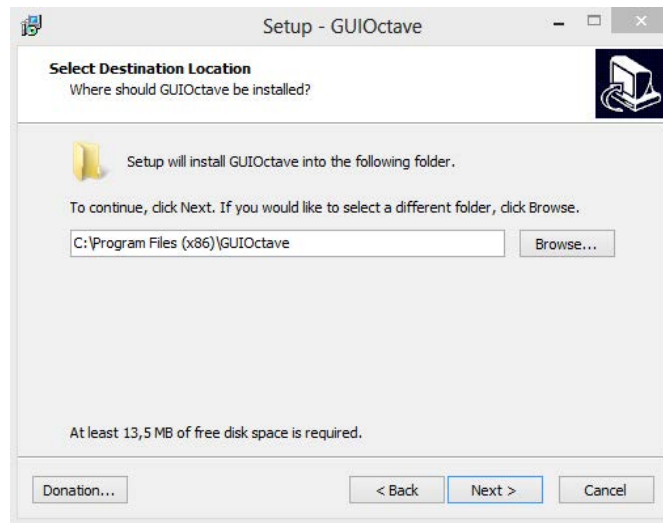 Setup - GUIOctave
Select Destination Location
Where should GUIOctave be installed?
Setup will install GUIOctave into the following folder.
To continue, click Next. If you would like to select a different folder, click Browse.
C:\Program Files (x86)\GUIOctave
Browse...
At least 13,5 MB of free disk space is required.
Donation...
< Back
Next >
Cancel